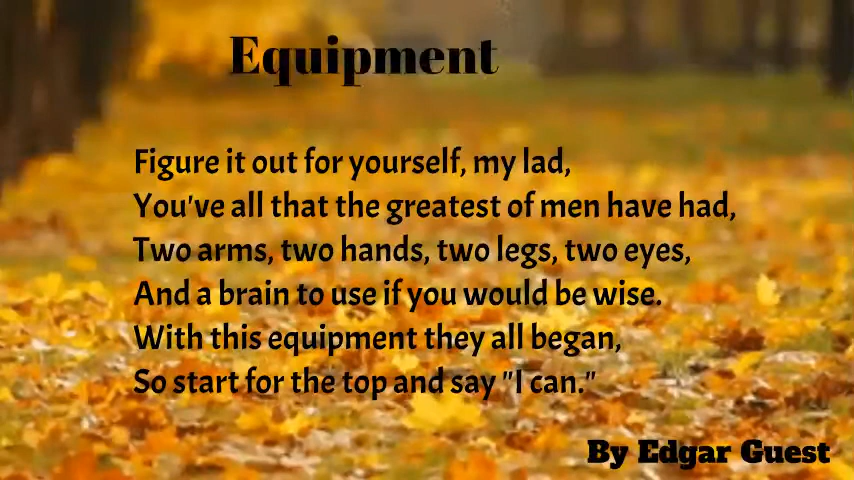 Equipment
Figure it out for yourself, my lad,
You've all that the greatest of men have had,
Two arms, two hands, two legs, two eyes,
And a brain to use if you would be wise.
With this equipment they all began,
So start for the top and say "I can."
By Edgar Guest